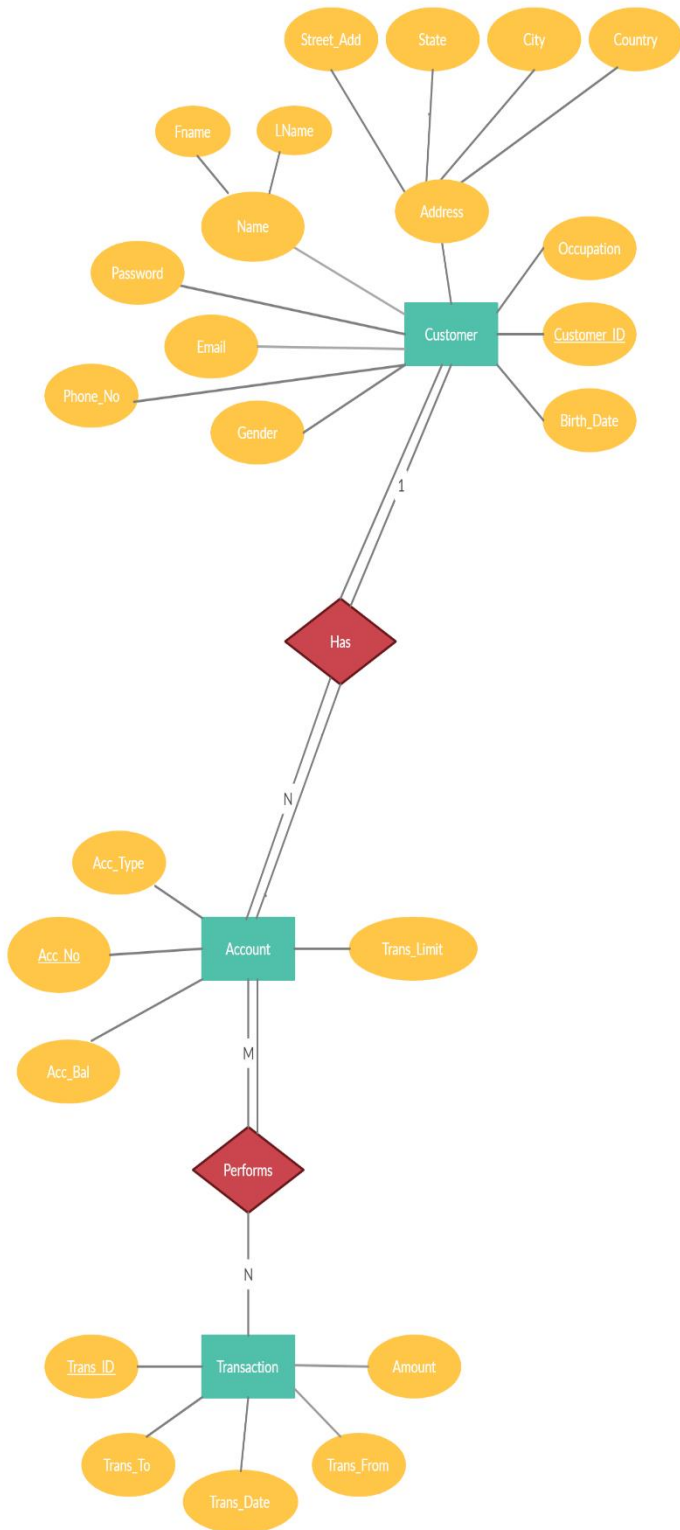 Street_Add
State
City
Country
Fname
LName
Name
Address
Occupation
Password
Customer
Customer_ID
Email
Phone_No
Gender
Birth_Date
1
Has
N
Acc_Type
Acc_No
Account
Trans_Limit
Acc_Bal
M
Performs
N
Trans_ID
Transaction
Amount
Trans_To
Trans_From
Trans_Date